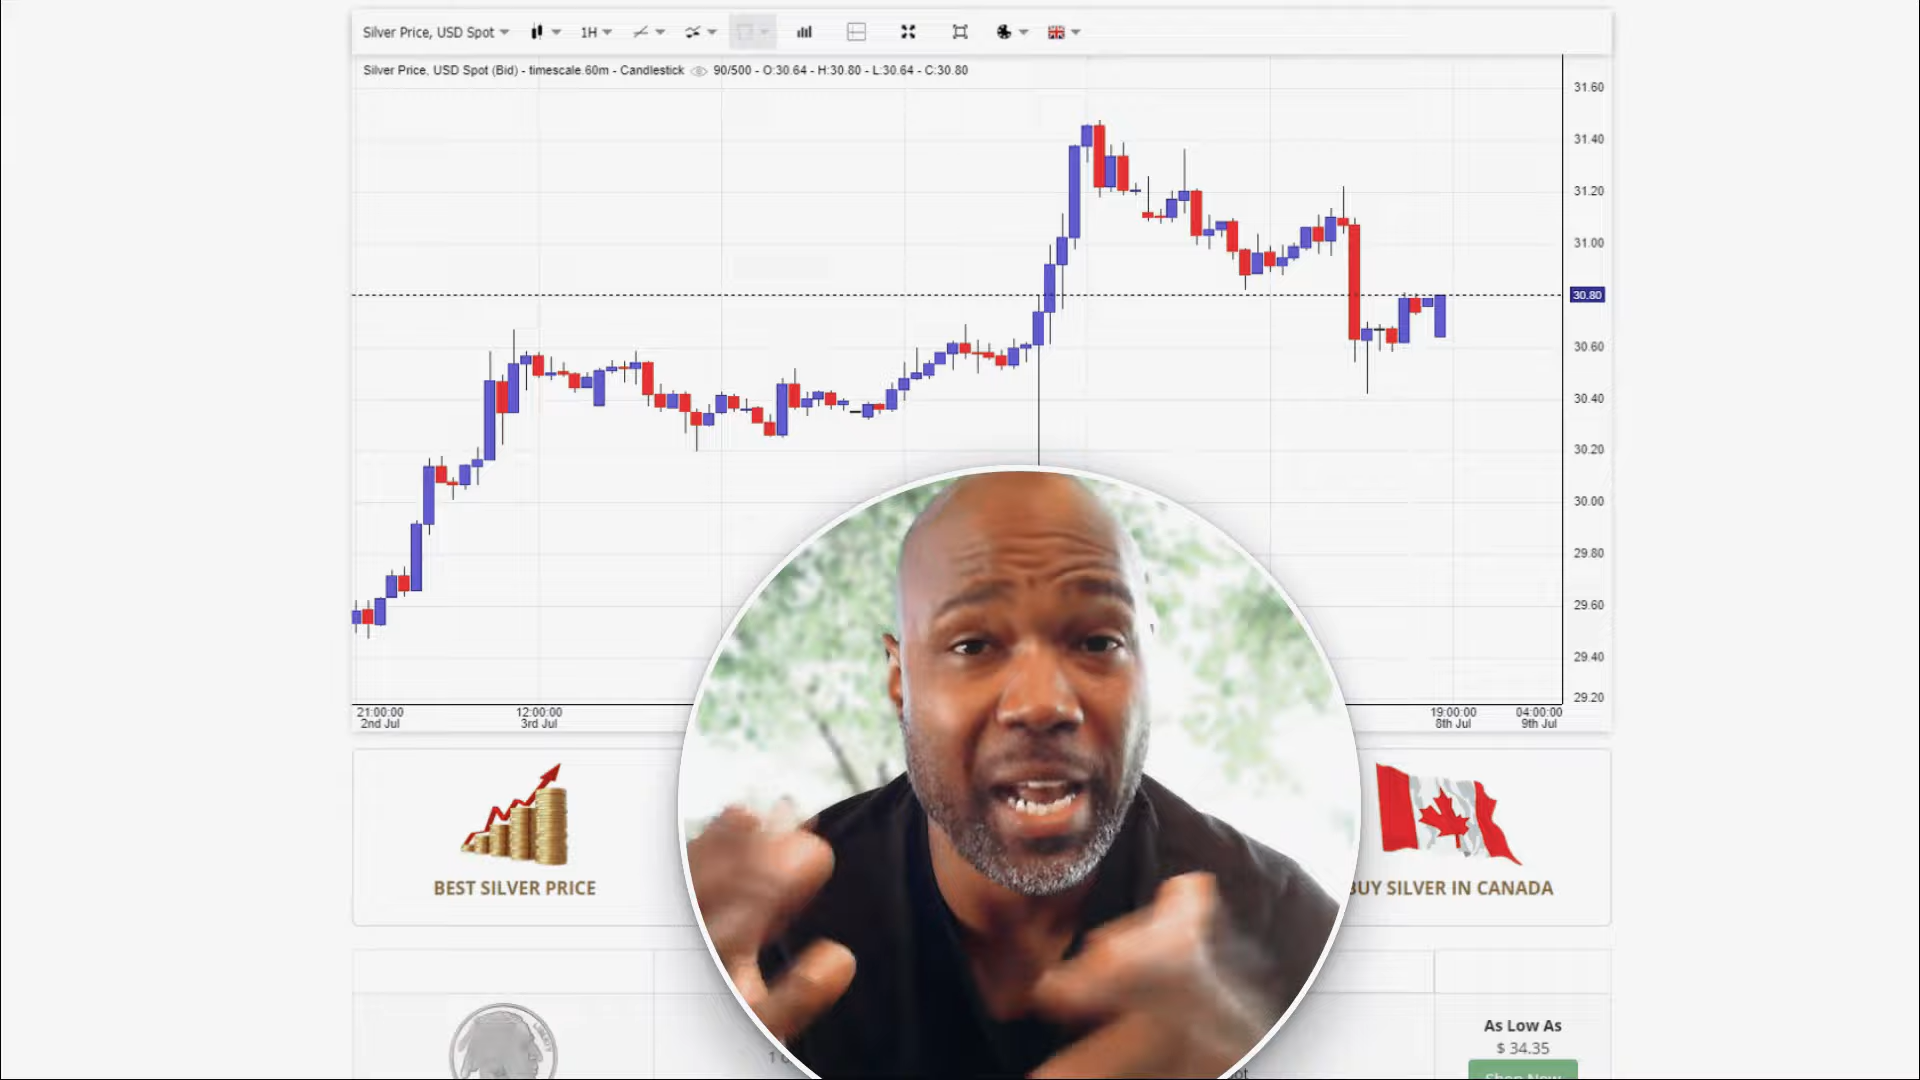 Silver Price, USD Spot 1H
Silver Price, USD Spot (Bid) - timescale.60m - Candlestick 90/500 - O:30.64 - H:30.80 - L:30.64 - C:30.80
31.60
31.40
31.20
31.00
30.80
30.60
30.40
30.20
30.00
29.80
29.60
29.40
29.20
21:00:00 12:00:00 19:00:00 04:00:00
2nd Jul 3rd Jul 8th Jul 9th Jul
BEST SILVER PRICE
BUY SILVER IN CANADA
LIBERTY
As Low As
$ 34.35
Shop Now